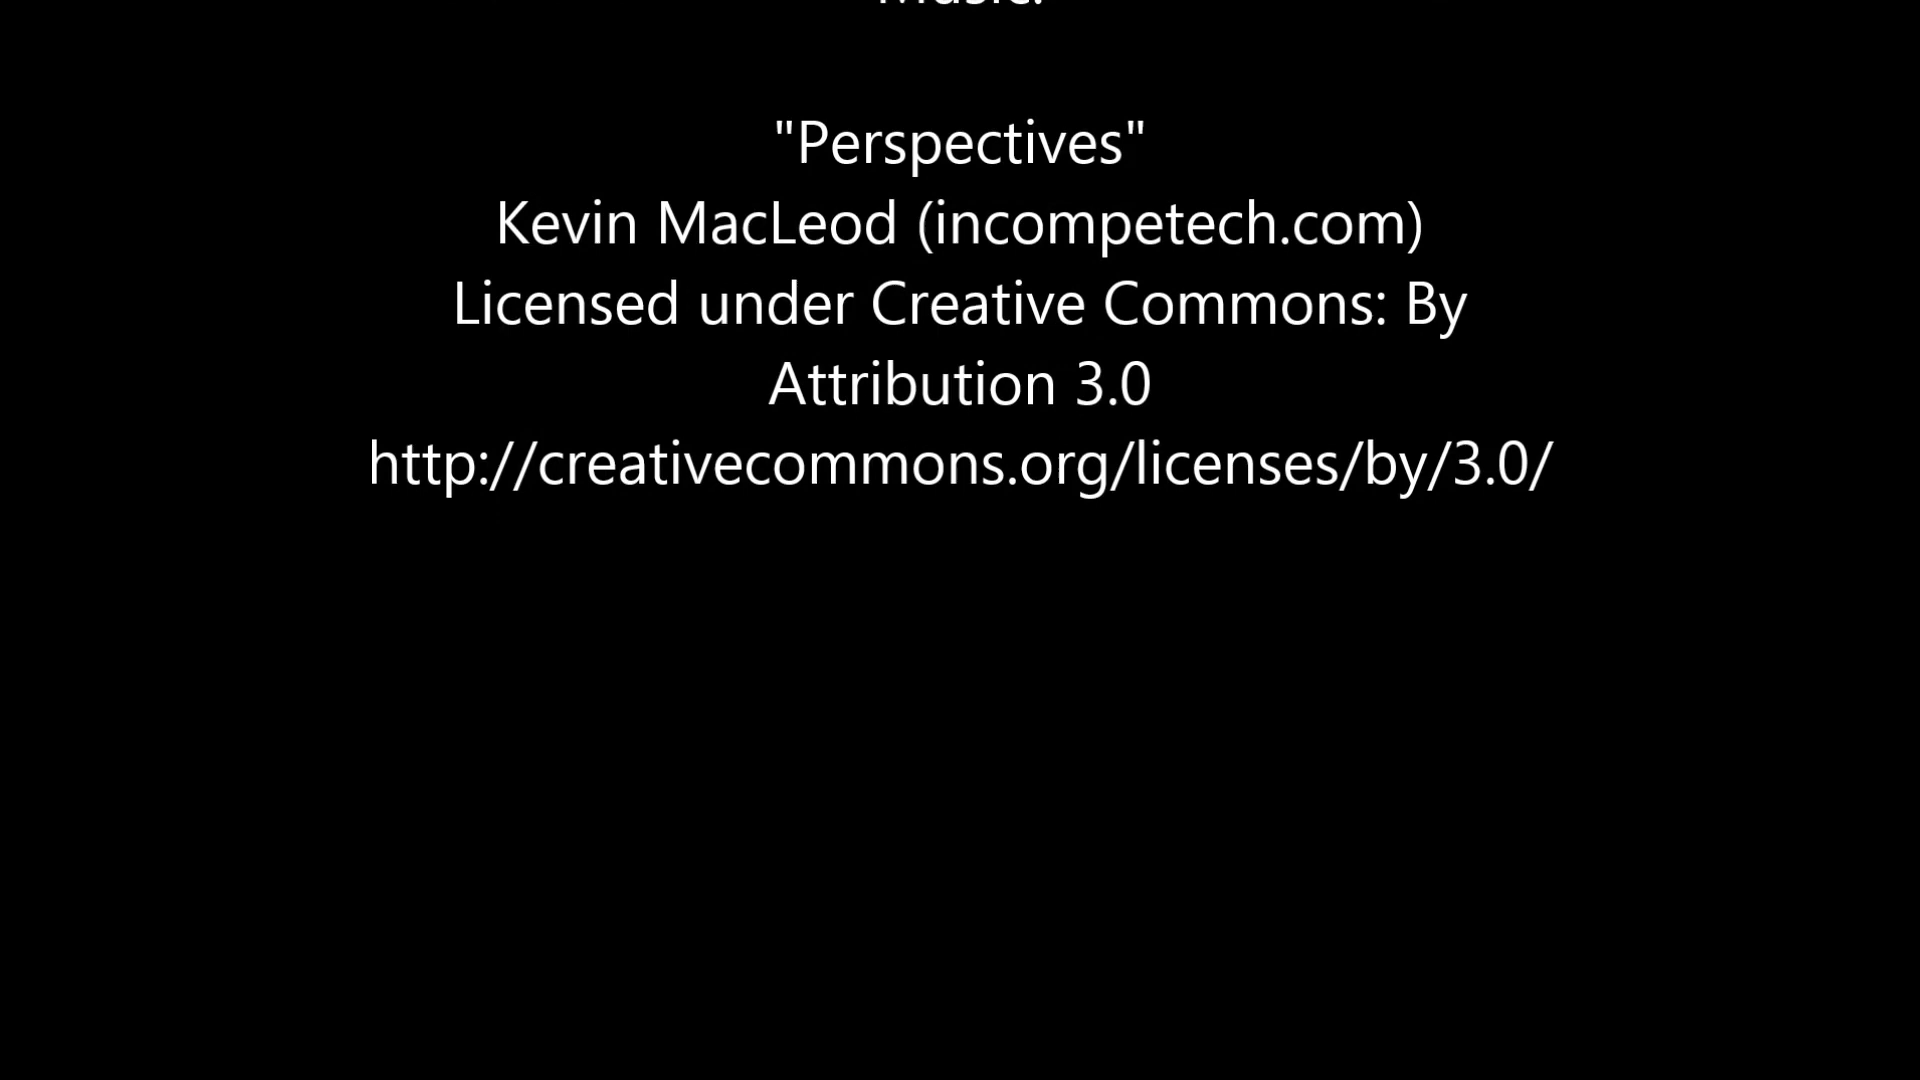 Music:
"Perspectives"
Kevin MacLeod (incompetech.com)
Licensed under Creative Commons: By
Attribution 3.0
http://creativecommons.org/licenses/by/3.0/